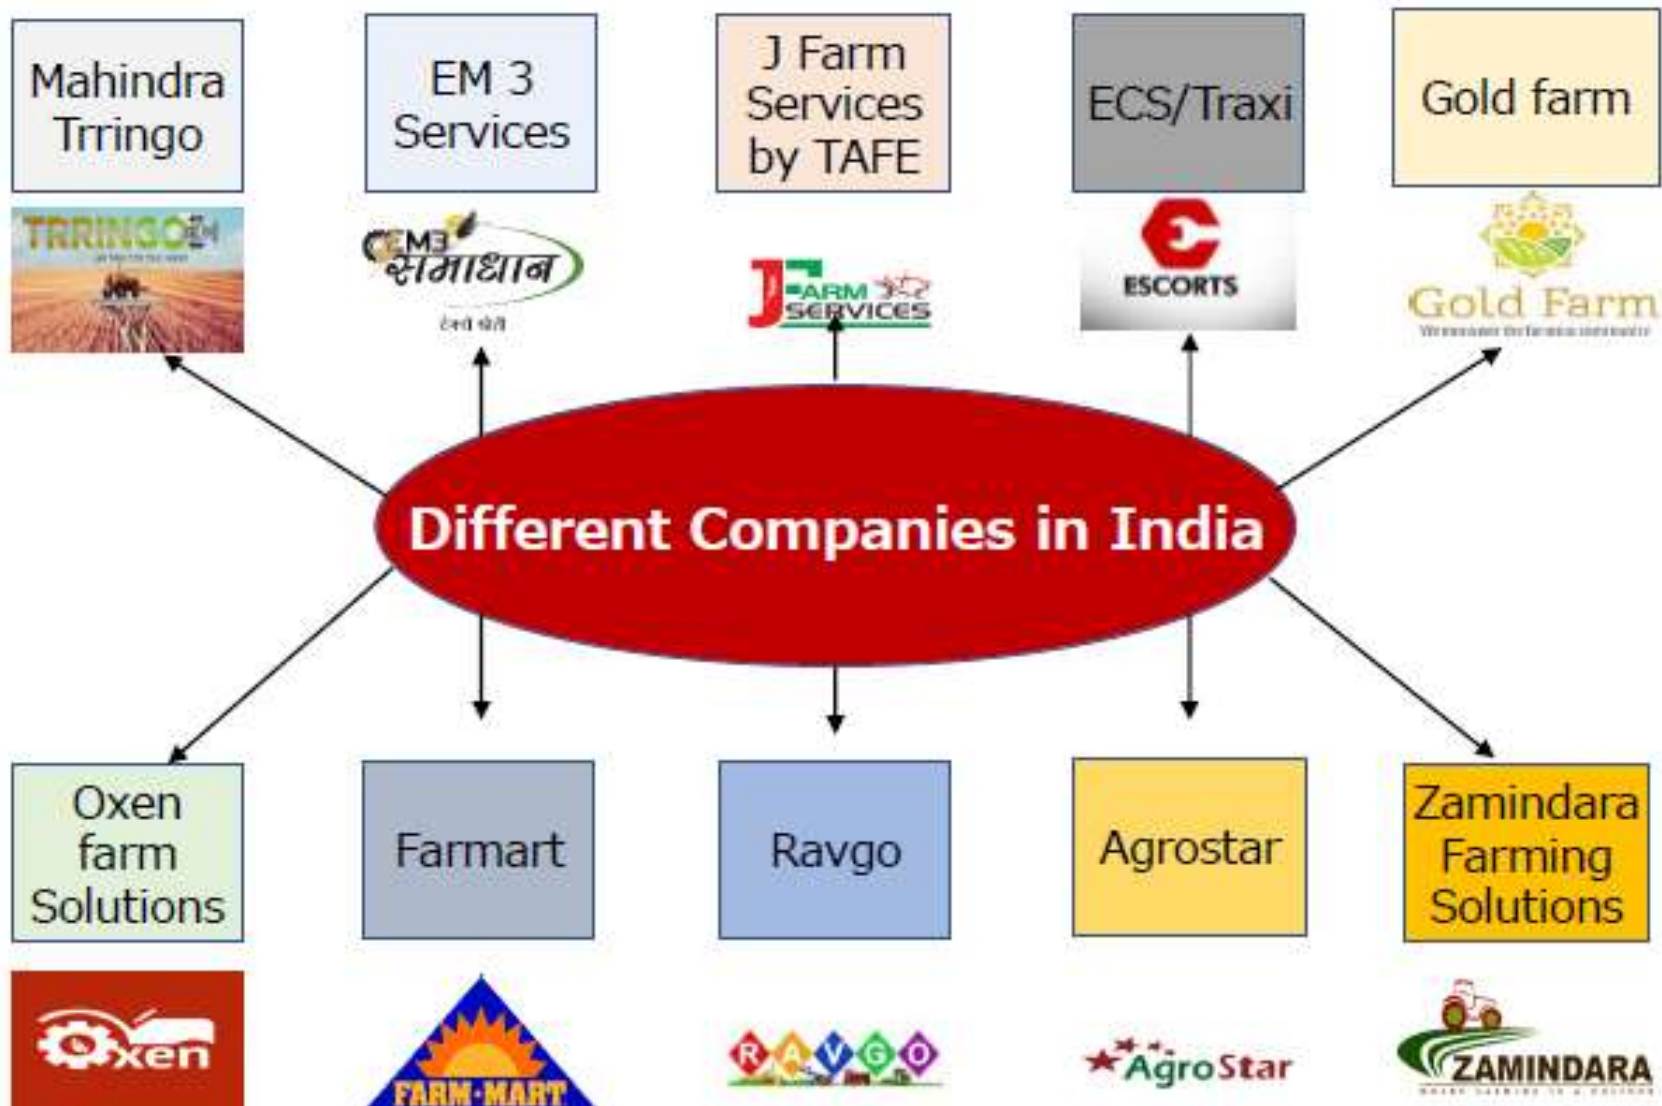 Mahindra
Trringo
EM 3
Services
J Farm
Services
by TAFE
ECS/Traxi
Gold farm
TRRINGO
EM3
समाधान
J FARM
SERVICES
ESCORTS
Gold Farm
Different Companies in India
Oxen
farm
Solutions
Farmart
Ravgo
Agrostar
Zamindara
Farming
Solutions
Oxen
FARM·MART
RAVGO
AgroStar
ZAMINDARA